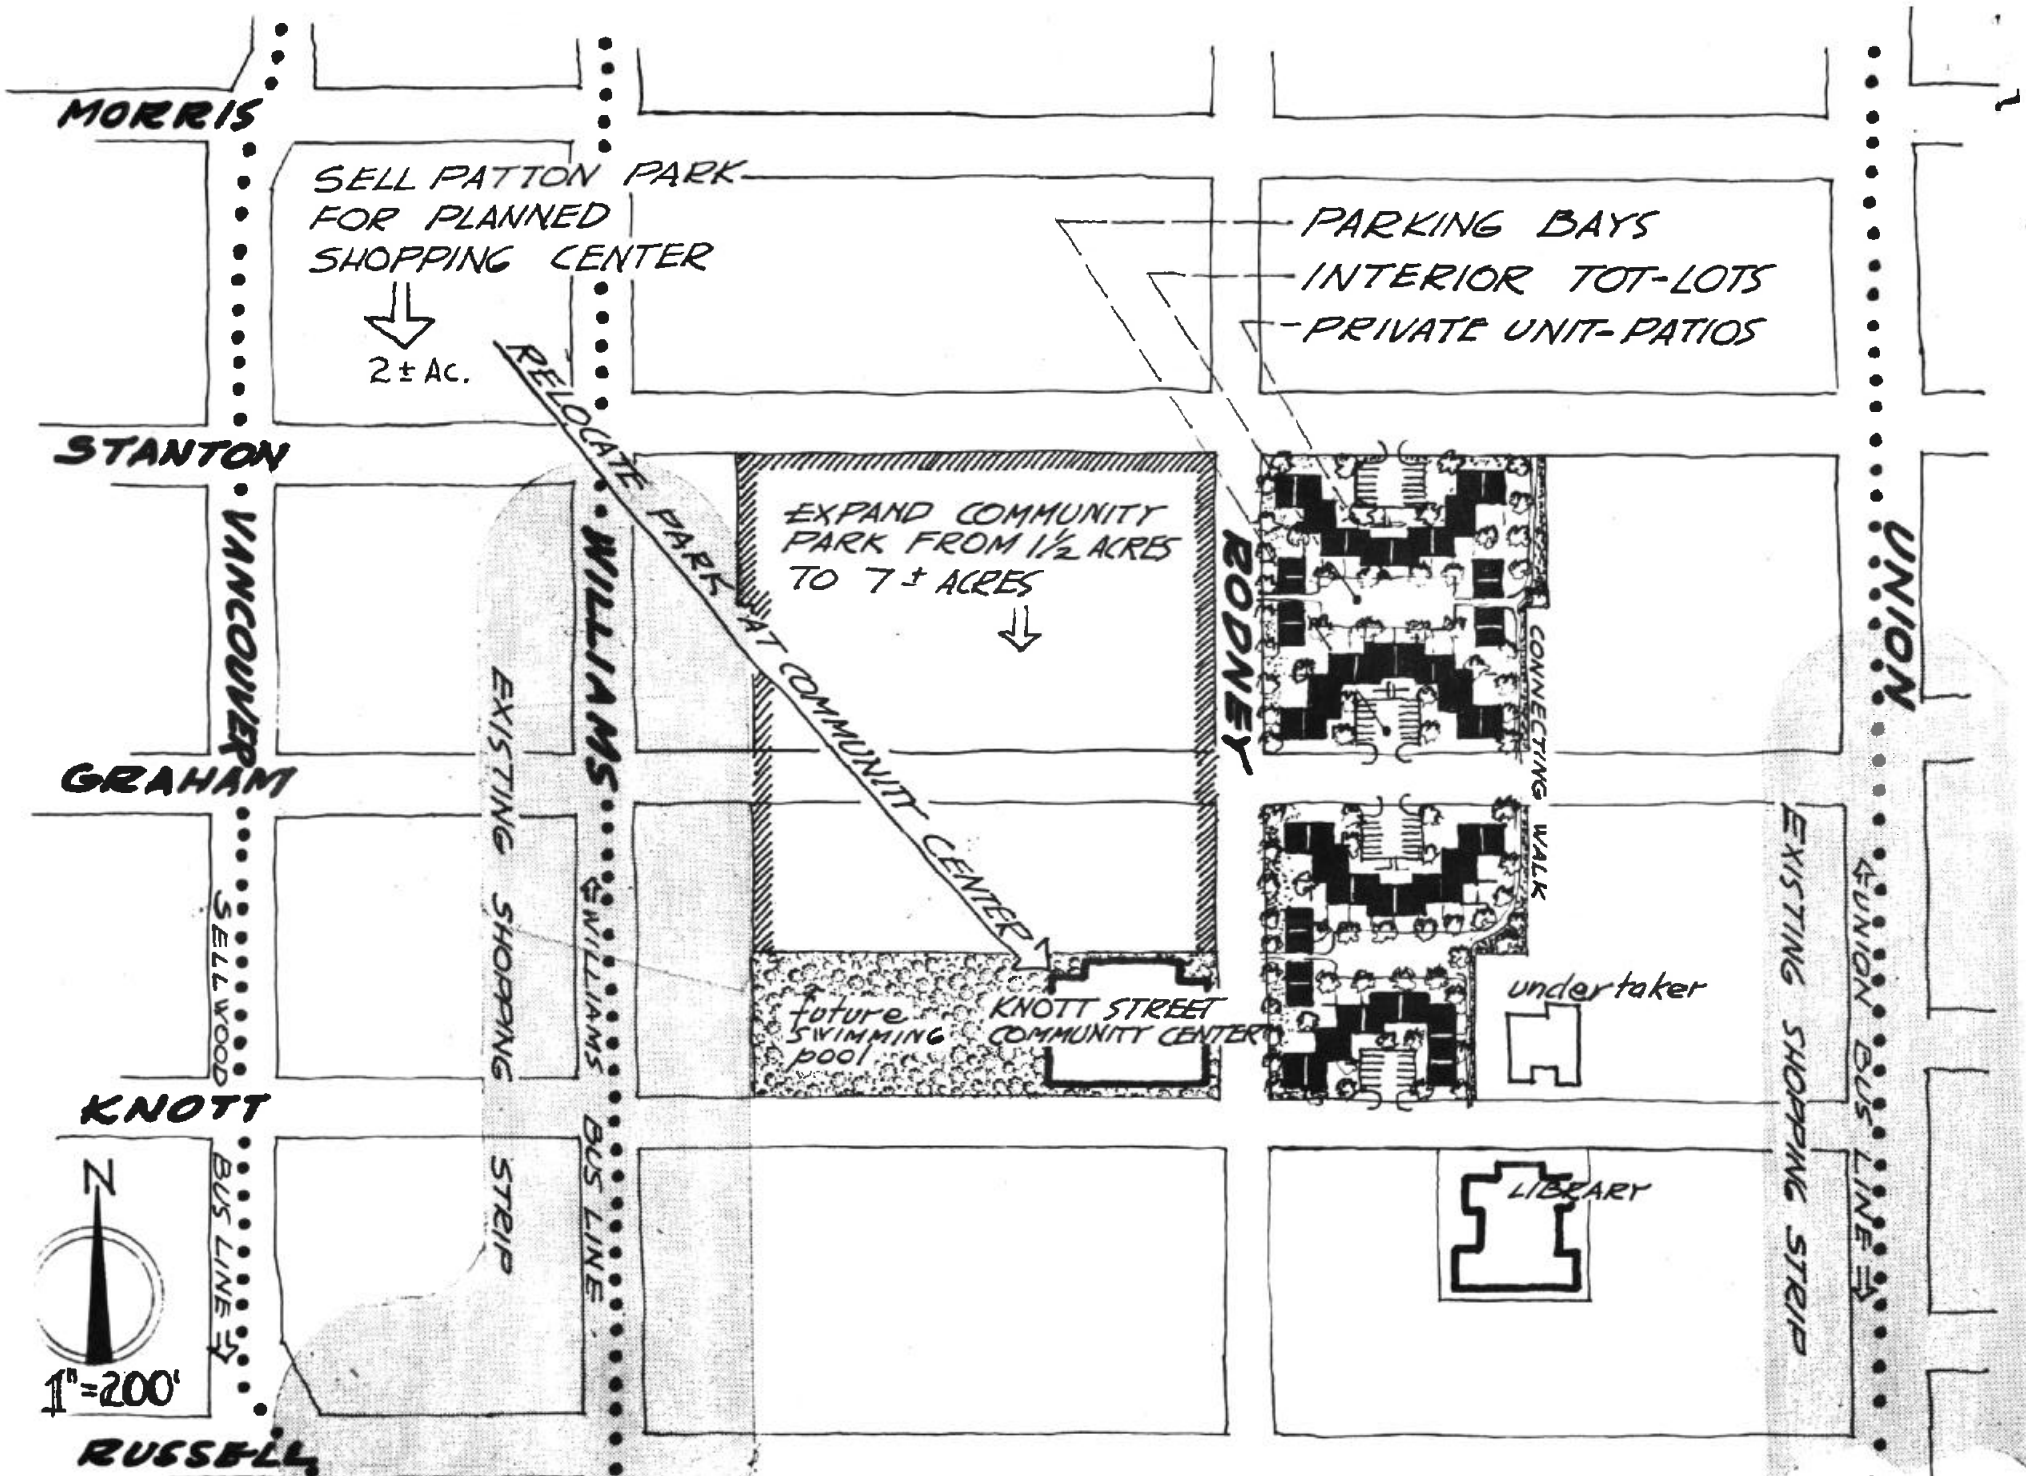 MORRIS
SELL PATTON PARK
FOR PLANNED
SHOPPING CENTER
2 ± AC.
PARKING BAYS
INTERIOR TOT-LOTS
PRIVATE UNIT-PATIOS
STANTON
RELOCATE PARK AT COMMUNITY CENTER
EXPAND COMMUNITY
PARK FROM 1½ ACRES
TO 7 ± ACRES
VANCOUVER
WILLIAMS
RODNEY
UNION
CONNECTING WALK
GRAHAM
EXISTING SHOPPING STRIP
SELLWOOD BUS LINE
WILLIAMS BUS LINE
EXISTING SHOPPING STRIP
UNION BUS LINE
future
SWIMMING
pool
KNOTT STREET
COMMUNITY CENTER
undertaker
KNOTT
LIBRARY
N
1"=200'
RUSSELL